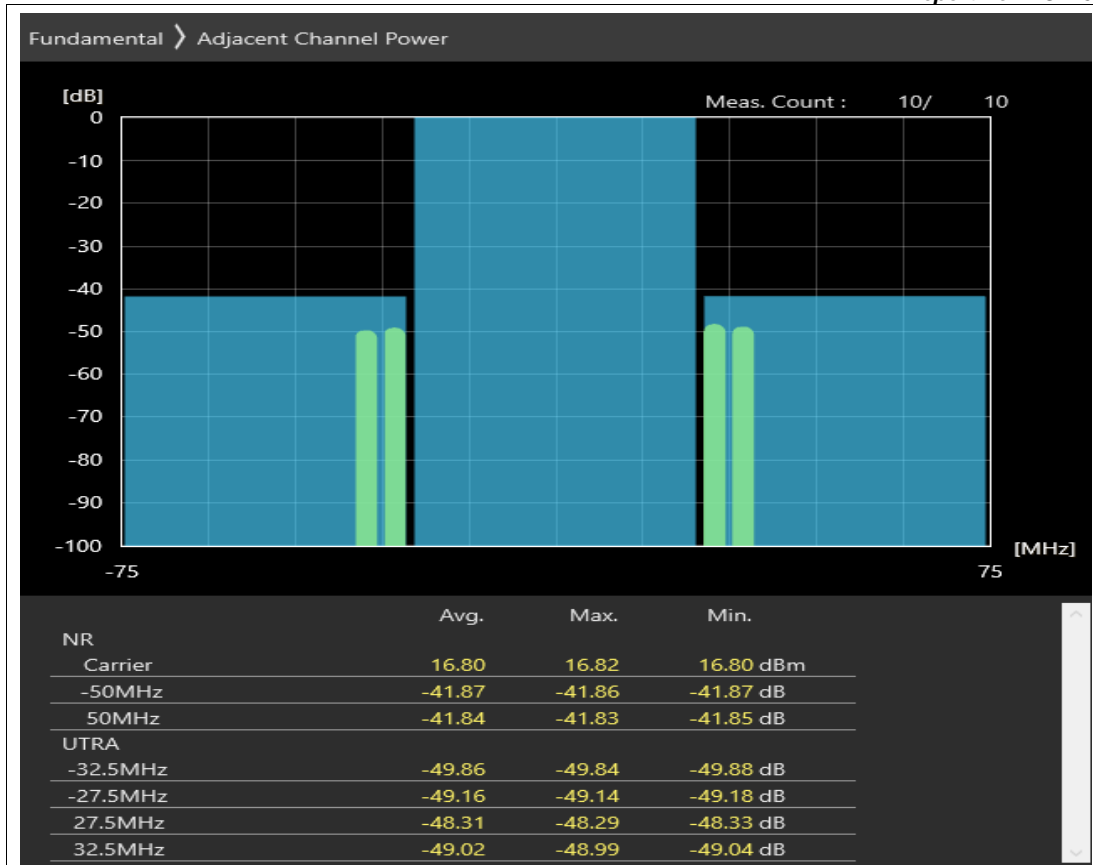 Fundamental 〉 Adjacent Channel Power
[dB]
Meas. Count : 10/ 10
0
-10
-20
-30
-40
-50
-60
-70
-80
-90
-100
[MHz]
-75 75
Avg. Max. Min.
NR
Carrier 16.80 16.82 16.80 dBm
-50MHz -41.87 -41.86 -41.87 dB
50MHz -41.84 -41.83 -41.85 dB
UTRA
-32.5MHz -49.86 -49.84 -49.88 dB
-27.5MHz -49.16 -49.14 -49.18 dB
27.5MHz -48.31 -48.29 -48.33 dB
32.5MHz -49.02 -48.99 -49.04 dB